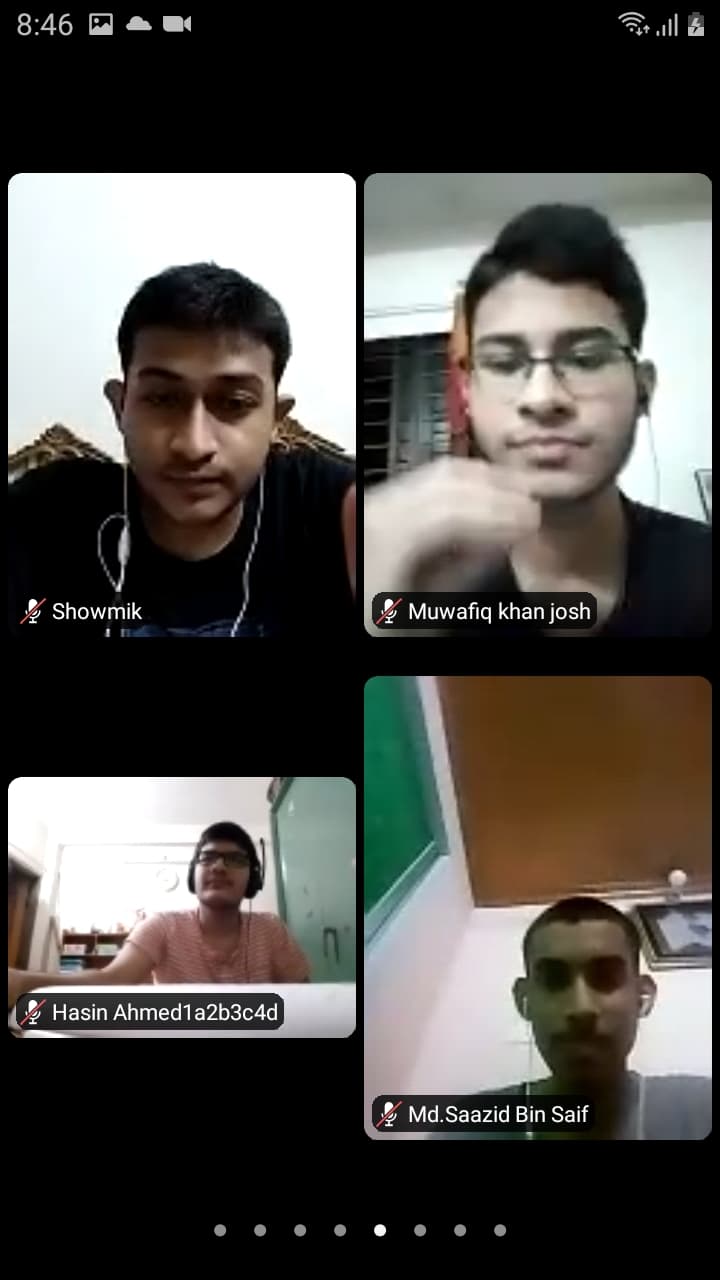 8:46
Showmik
Muwafiq khan josh
Hasin Ahmed1a2b3c4d
Md.Saazid Bin Saif